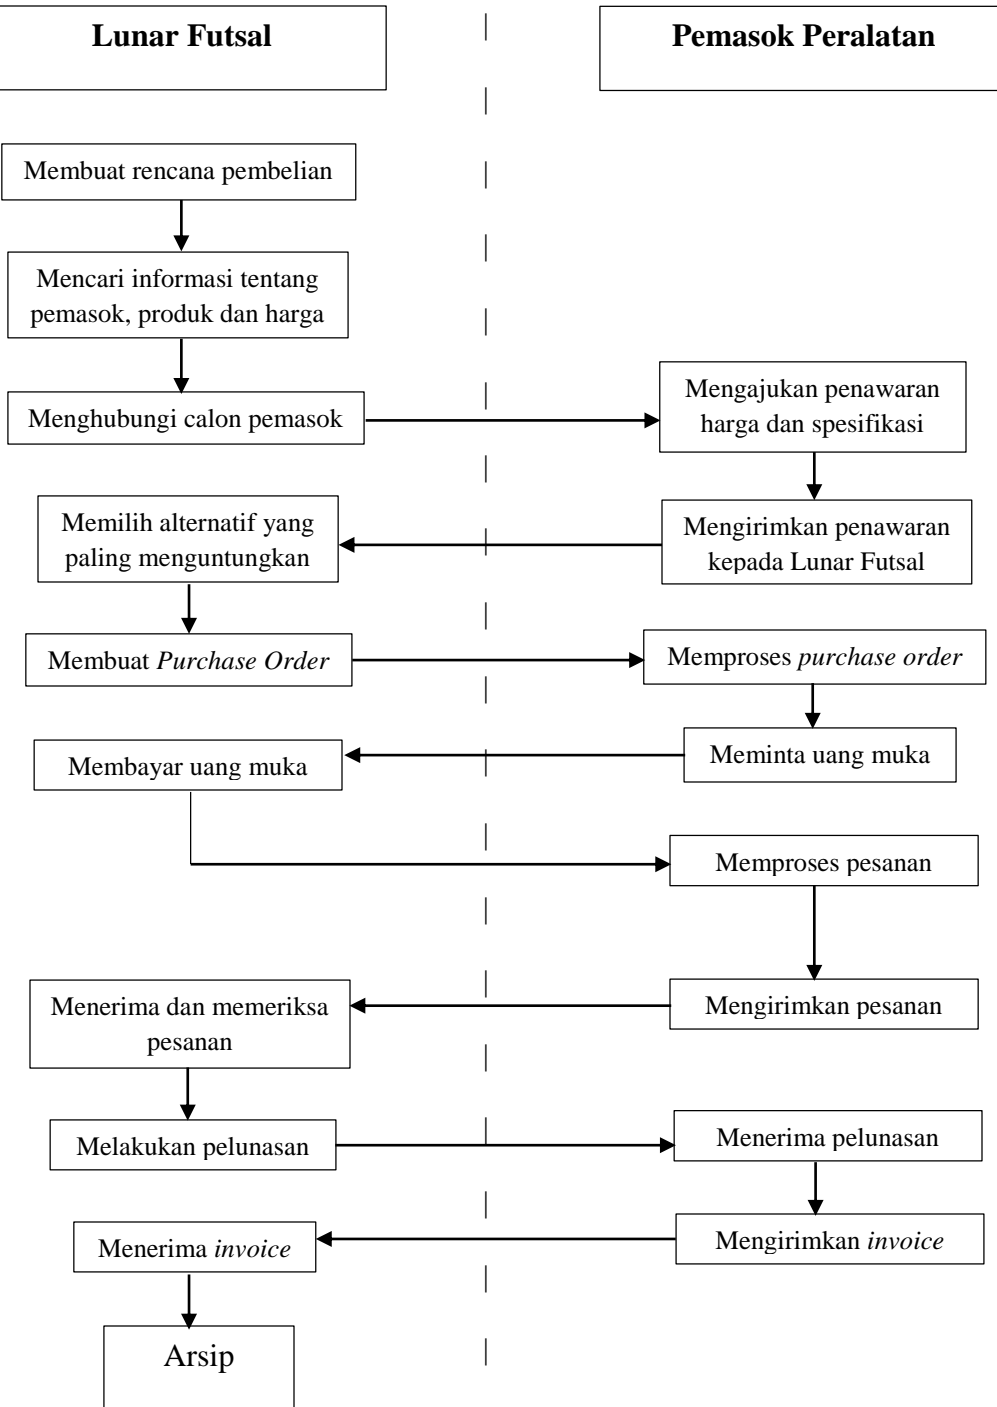 Lunar Futsal
Pemasok Peralatan
Membuat rencana pembelian
Mencari informasi tentang
pemasok, produk dan harga
Menghubungi calon pemasok
Mengajukan penawaran
harga dan spesifikasi
Mengirimkan penawaran
kepada Lunar Futsal
Memilih alternatif yang
paling menguntungkan
Membuat Purchase Order
Memproses purchase order
Meminta uang muka
Membayar uang muka
Memproses pesanan
Mengirimkan pesanan
Menerima dan memeriksa
pesanan
Melakukan pelunasan
Menerima pelunasan
Mengirimkan invoice
Menerima invoice
Arsip